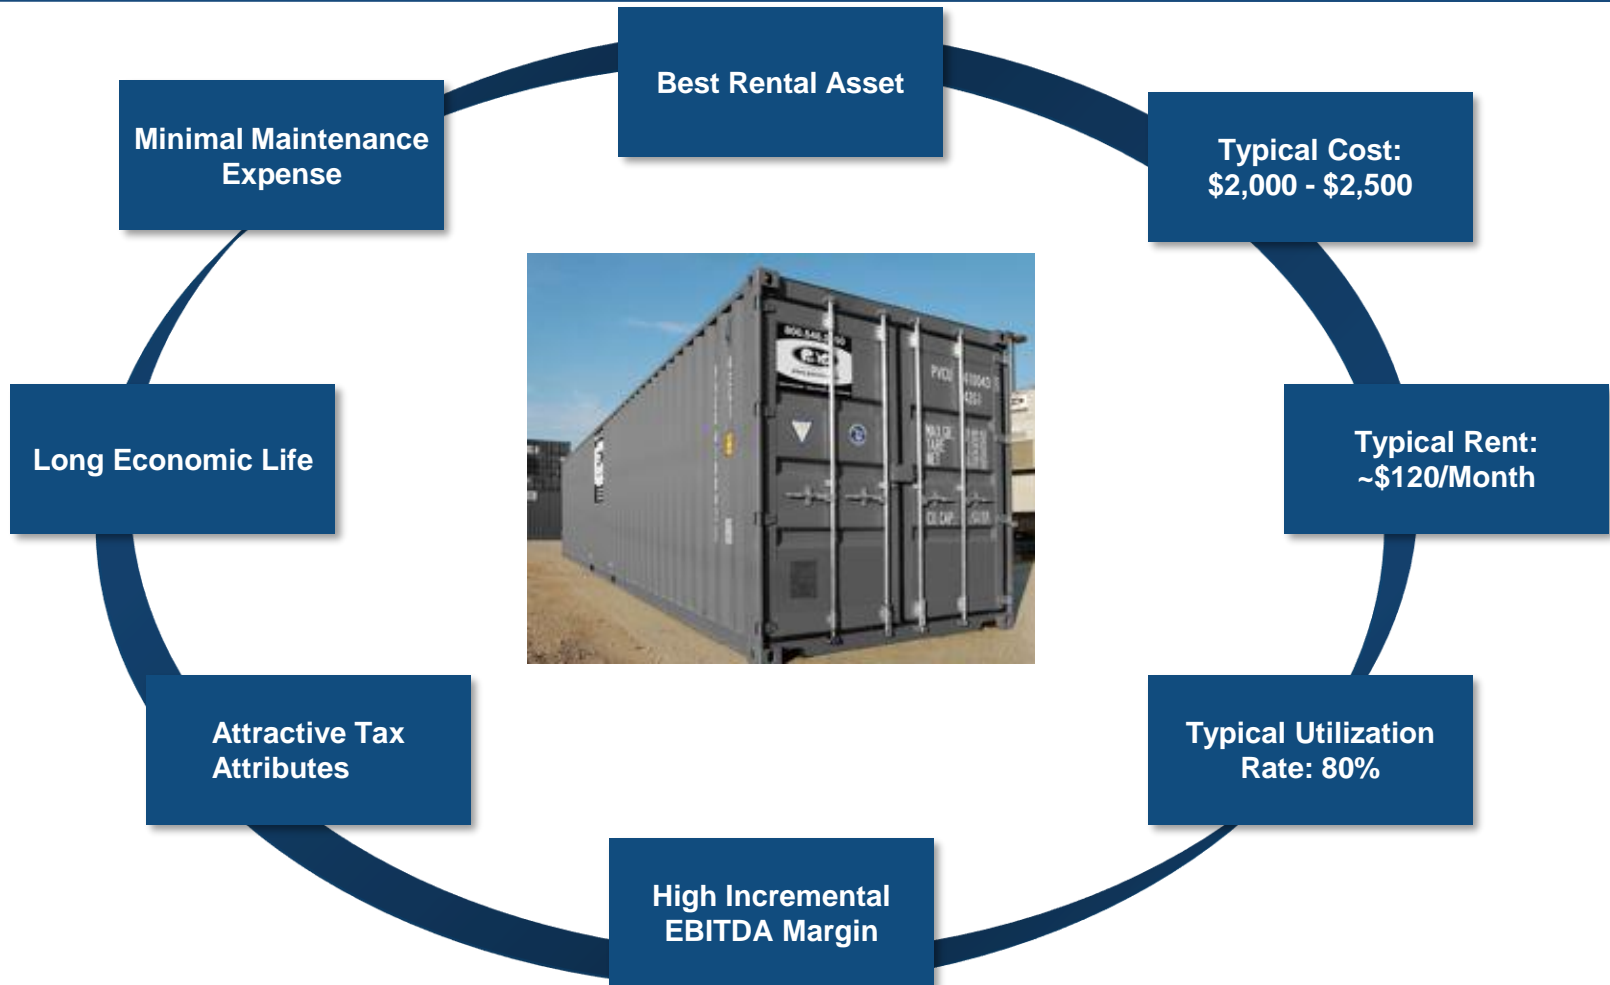 Best Rental Asset
Typical Cost:
$2,000 - $2,500
Typical Rent:
~$120/Month
Typical Utilization
Rate: 80%
High Incremental
EBITDA Margin
Attractive Tax
Attributes
Long Economic Life
Minimal Maintenance
Expense
PVCU